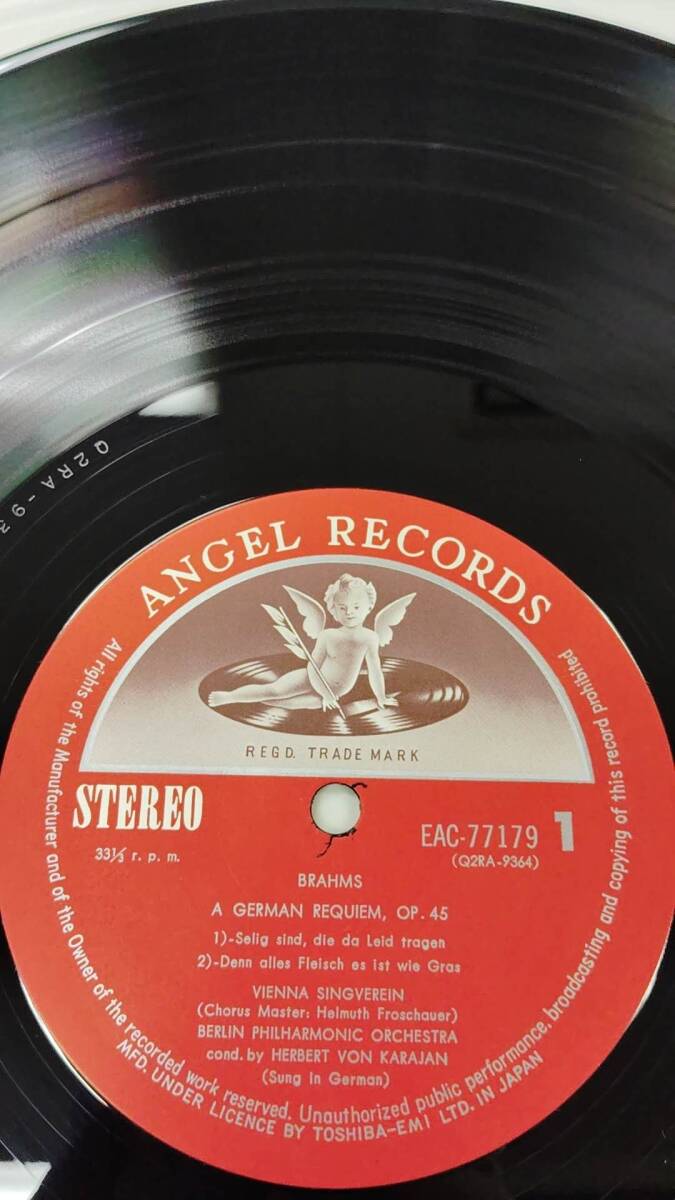 Q2RA-93
ANGEL RECORDS
REGD. TRADE MARK
STEREO
33⅓ r. p. m.
EAC-77179 1
(Q2RA-9364)
BRAHMS
A GERMAN REQUIEM, OP. 45
1)-Selig sind, die da Leid tragen
2)-Denn alles Fleisch es ist wie Gras
VIENNA SINGVEREIN
(Chorus Master: Helmuth Froschauer)
BERLIN PHILHARMONIC ORCHESTRA
cond. by HERBERT VON KARAJAN
(Sung In German)
All rights of the Manufacturer and of the Owner of the recorded work reserved. Unauthorized public performance, broadcasting and copying of this record prohibited
MFD. UNDER LICENCE BY TOSHIBA-EMI LTD. IN JAPAN